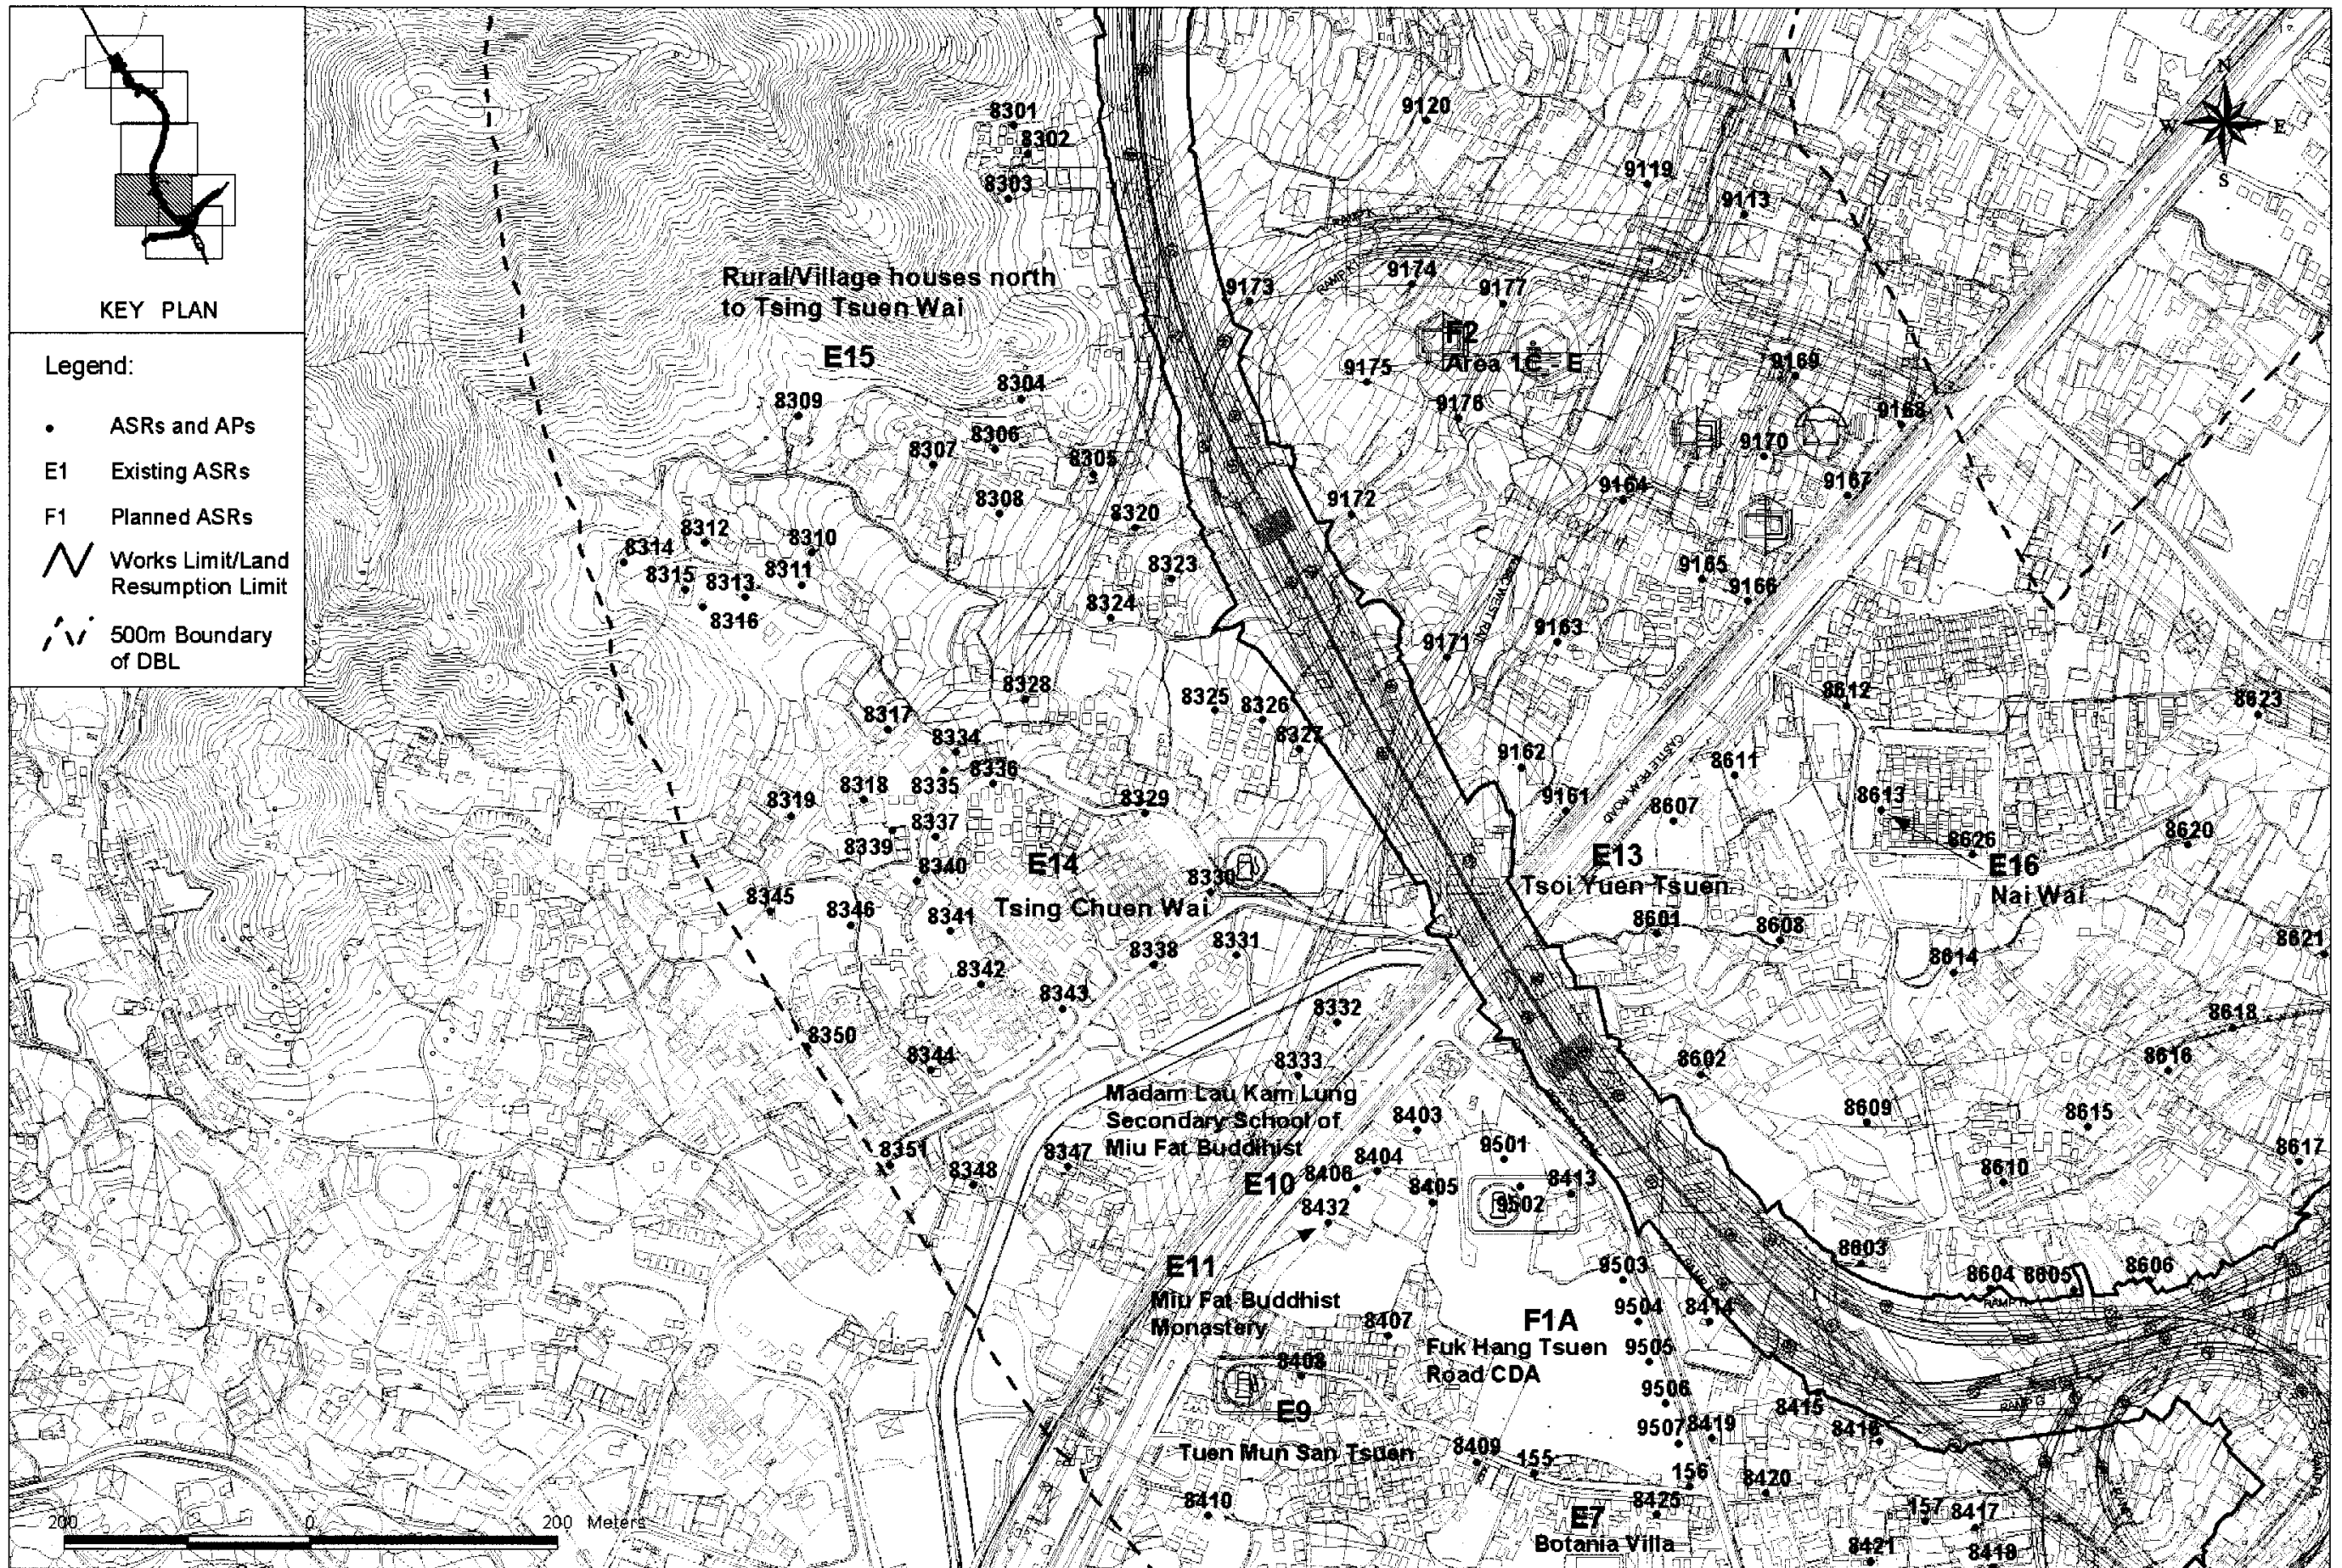 KEY PLAN
Legend:
ASRs and APs
E1 Existing ASRs
F1 Planned ASRs
Works Limit/Land
Resumption Limit
500m Boundary
of DBL
N
W E
S
8301
8302
8303
9120
9119
9113
RAMP K
Rural/Village houses north
to Tsing Tsuen Wai
E15
9173
9174
9177
F2
Area 1C - E
9175
9176
9169
9168
9170
9167
9164
9172
9165
9166
9163
9171
9162
9161
8304
8309
8306
8307
8305
8308
8320
8312
8310
8314
8311
8315
8313
8316
8323
8324
8328
8325
8326
8327
8317
8334
8336
8335
8318
8319
8337
8339
8340
8329
8330
E14
Tsing Chuen Wai
8345
8346
8341
8338
8331
8342
8343
8332
8350
8344
8333
CASTLE PEAK ROAD
8612
8623
8611
8607
8613
8626
8620
E13
Tsoi Yuen Tsuen
E16
Nai Wai
8601
8608
8614
8621
8618
8616
8602
8609
8615
8617
8610
Madam Lau Kam Lung
Secondary School of
Miu Fat Buddihist
8403
8351
8348
8347
E10
8406
8404
8405
8432
9501
9502
8413
E11
Miu Fat Buddhist
Monastery
8603
8604
8605
8606
9503
9504
8414
9505
9506
9507
8419
8415
8416
F1A
Fuk Hang Tsuen
Road CDA
8407
8408
E9
Tuen Mun San Tsuen
8409
155
156
8420
8410
8425
157
8417
E7
Botania Villa
8421
8418
RAMP G
200 0 200 Meters